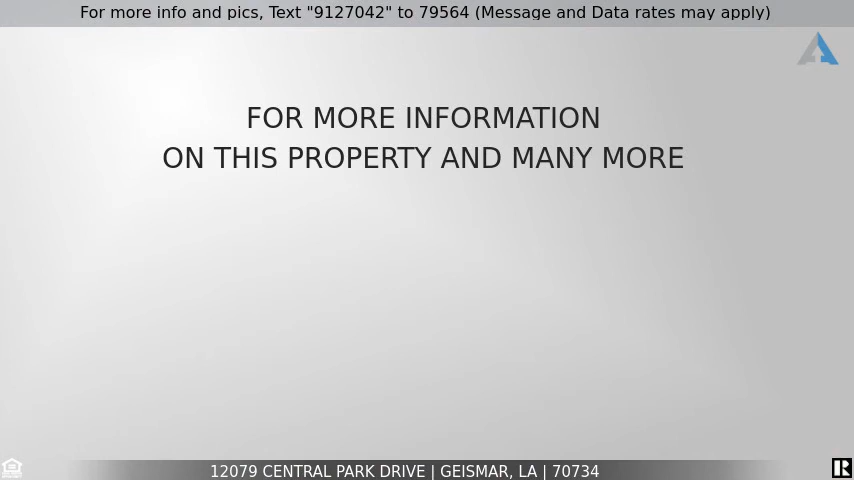 For more info and pics, Text "9127042" to 79564 (Message and Data rates may apply)
FOR MORE INFORMATION
ON THIS PROPERTY AND MANY MORE
12079 CENTRAL PARK DRIVE | GEISMAR, LA | 70734